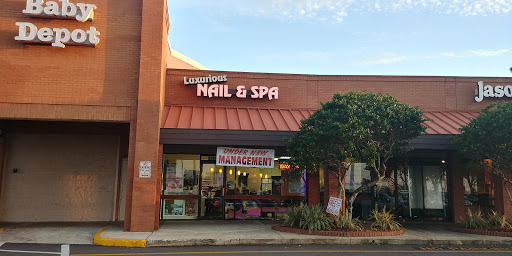 Baby
Depot
Luxurious
NAIL & SPA
Jaso
UNDER NEW
MANAGEMENT